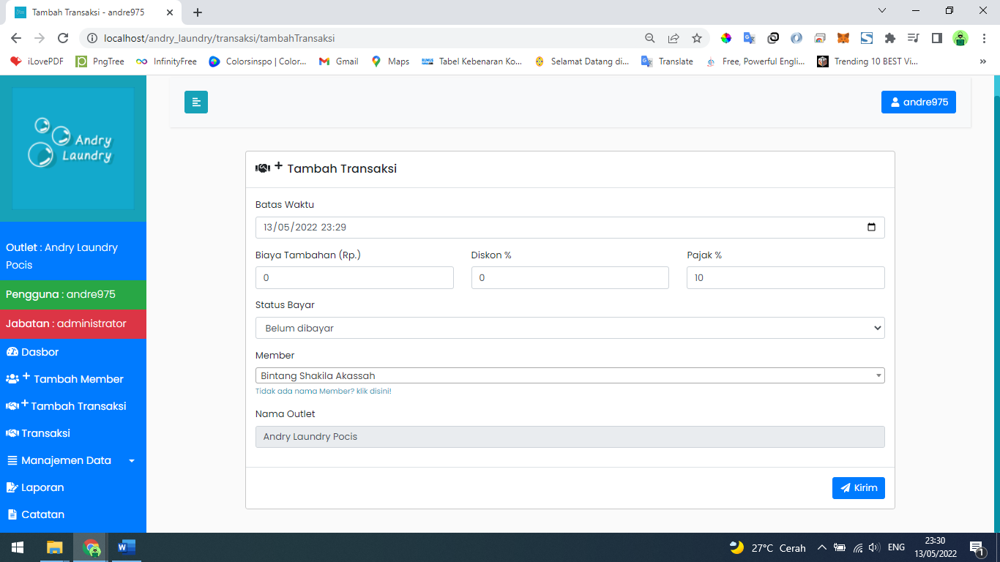 Tambah Transaksi - andre975
localhost/andry_laundry/transaksi/tambahTransaksi
iLovePDF PngTree InfinityFree Colorsinspo | Color... Gmail Maps Tabel Kebenaran Ko... Selamat Datang di... Translate Free, Powerful Engli... Trending 10 BEST Vi...
Andry
Laundry
andre975
Outlet : Andry Laundry
Pocis
Pengguna : andre975
Jabatan : administrator
Dasbor
Tambah Member
Tambah Transaksi
Transaksi
Manajemen Data
Laporan
Catatan
Tambah Transaksi
Batas Waktu
13/05/2022 23:29
Biaya Tambahan (Rp.) Diskon % Pajak %
0 0 10
Status Bayar
Belum dibayar
Member
Bintang Shakila Akassah
Tidak ada nama Member? klik disini!
Nama Outlet
Andry Laundry Pocis
Kirim
27°C Cerah ENG
23:30
13/05/2022
1